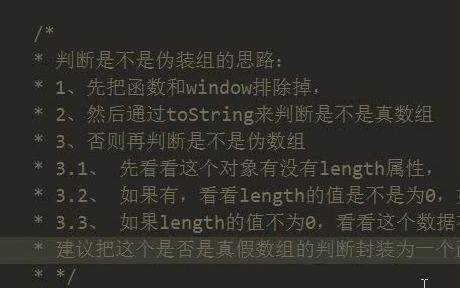 /*
* 判断是不是伪装组的思路:
* 1、先把函数和window排除掉,
* 2、然后通过toString来判断是不是真数组
* 3、否则再判断是不是伪数组
* 3.1、 先看看这个对象有没有length属性,
* 3.2、 如果有,看看length的值是不是为0,
* 3.3、 如果length的值不为0,看看这个数据
* 建议把这个是否是真假数组的判断封装为一个
* */